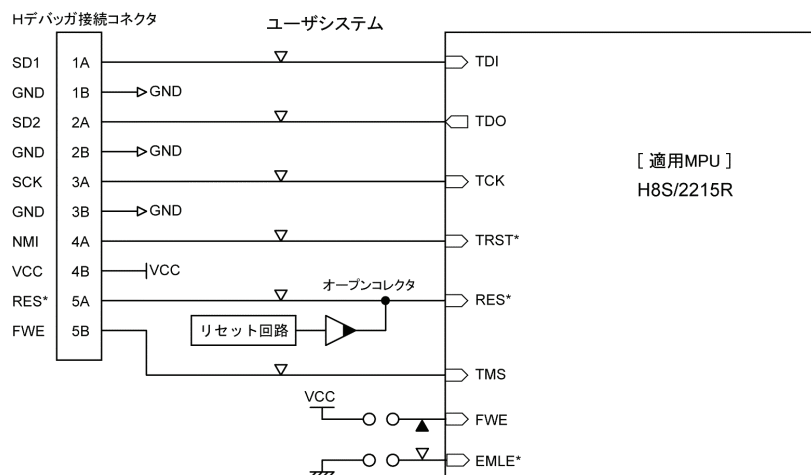 Hデバッガ接続コネクタ
ユーザシステム
SD1 1A TDI
GND 1B GND
SD2 2A TDO
GND 2B GND
SCK 3A TCK
GND 3B GND
NMI 4A TRST*
VCC 4B VCC
RES* 5A RES*
FWE 5B
[ 適用MPU ]
H8S/2215R
オープンコレクタ
リセット回路
TMS
VCC
FWE
EMLE*